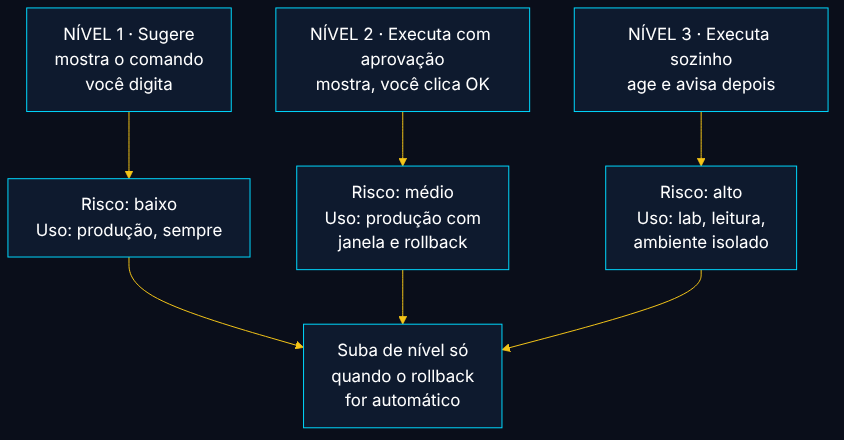 NÍVEL 1 · Sugere
mostra o comando
você digita
NÍVEL 2 · Executa com
aprovação
mostra, você clica OK
NÍVEL 3 · Executa
sozinho
age e avisa depois
Risco: baixo
Uso: produção, sempre
Risco: médio
Uso: produção com
janela e rollback
Risco: alto
Uso: lab, leitura,
ambiente isolado
Suba de nível só
quando o rollback
for automático